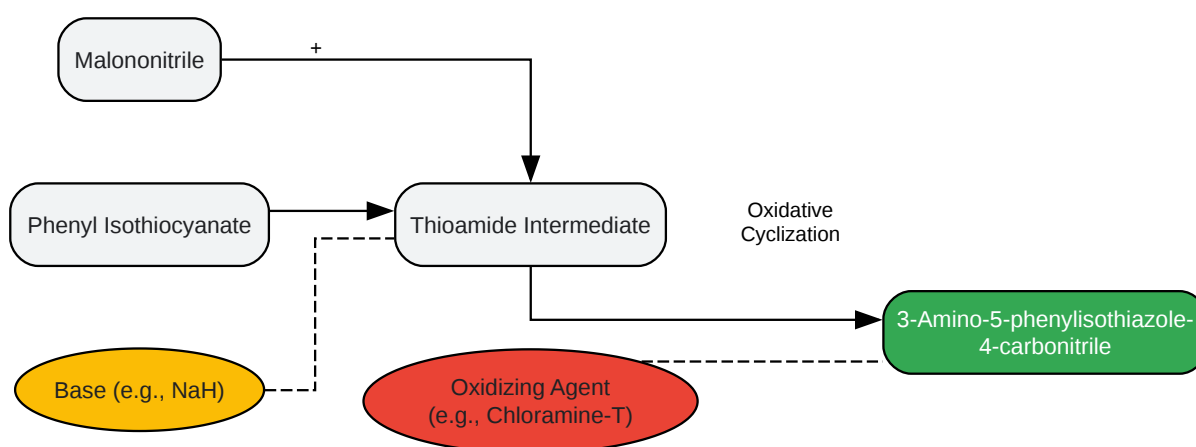 Malononitrile
+
Phenyl Isothiocyanate
Thioamide Intermediate
Oxidative
Cyclization
3-Amino-5-phenylisothiazole-
4-carbonitrile
Base (e.g., NaH)
Oxidizing Agent
(e.g., Chloramine-T)